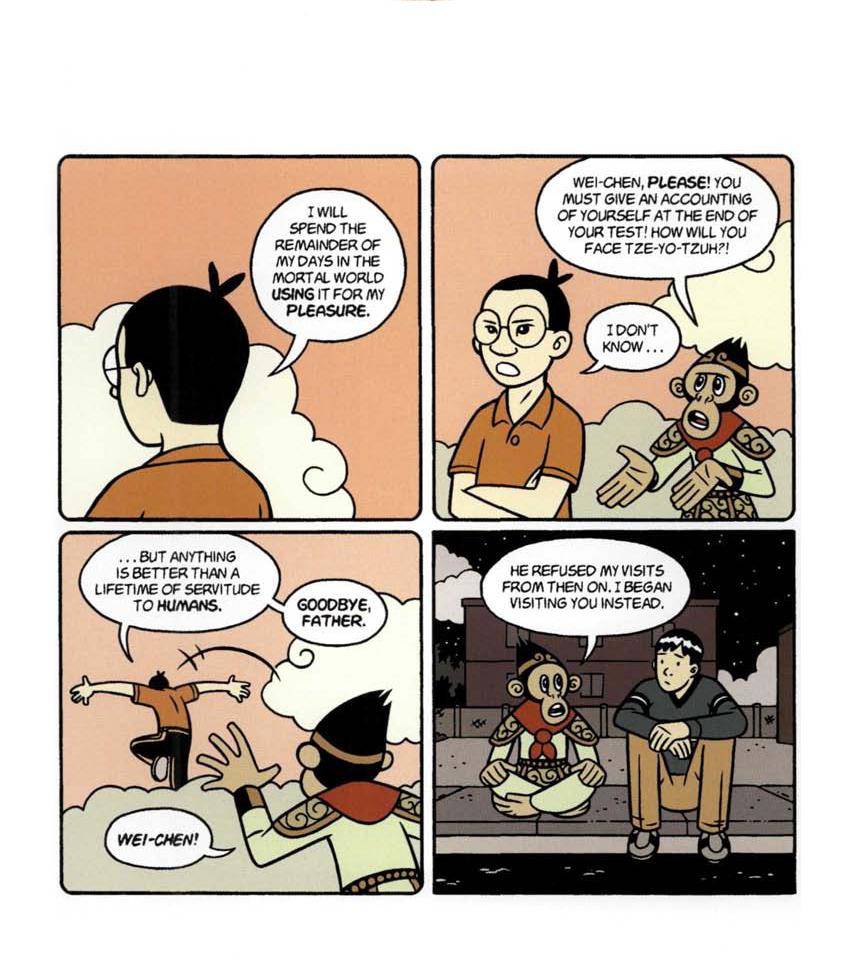 I WILL
SPEND THE
REMAINDER OF
MY DAYS IN THE
MORTAL WORLD
USING IT FOR MY
PLEASURE.
WEI-CHEN, PLEASE! YOU
MUST GIVE AN ACCOUNTING
OF YOURSELF AT THE END OF
YOUR TEST! HOW WILL YOU
FACE TZE-YO-TZUH?!
I DON'T
KNOW...
...BUT ANYTHING
IS BETTER THAN A
LIFETIME OF SERVITUDE
TO HUMANS.
GOODBYE,
FATHER.
WEI-CHEN!
HE REFUSED MY VISITS
FROM THEN ON. I BEGAN
VISITING YOU INSTEAD.